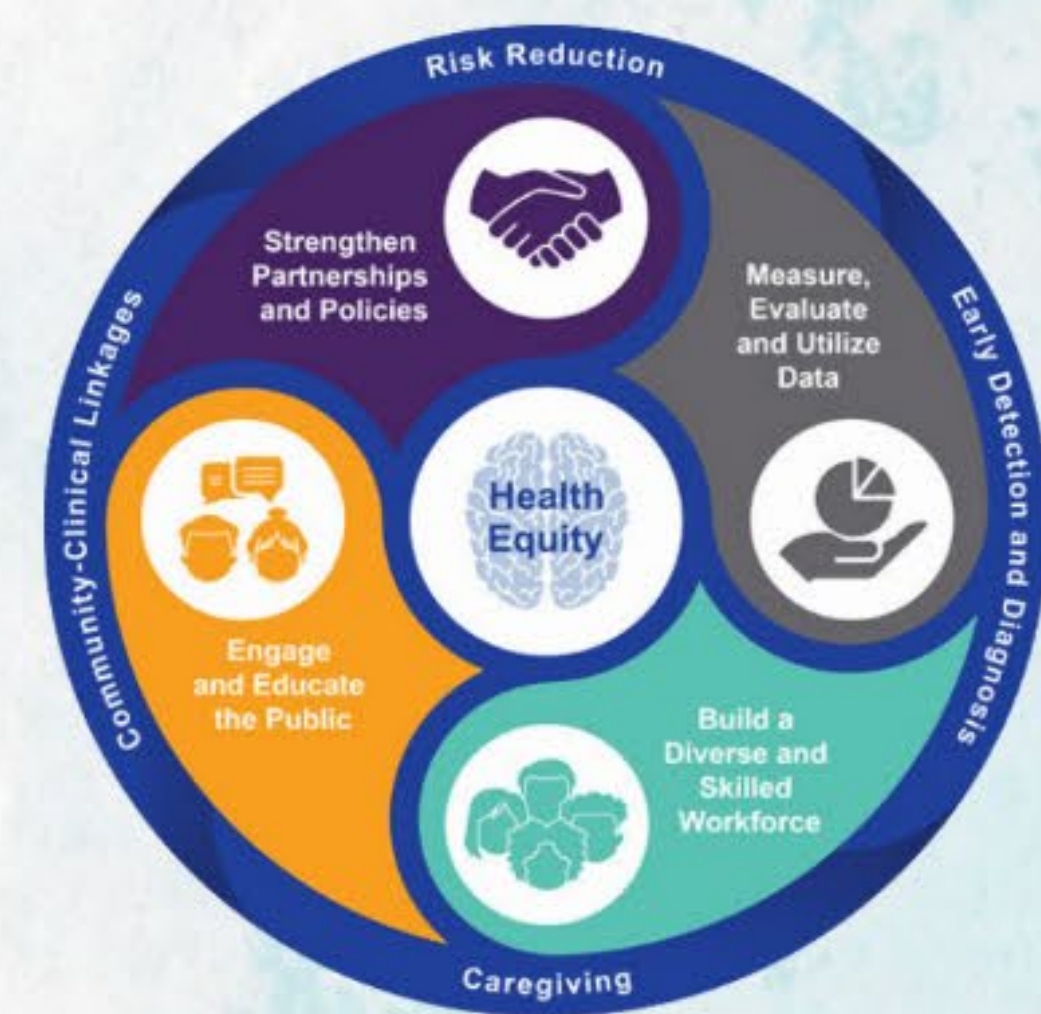 Risk Reduction
Strengthen
Partnerships
and Policies
Measure,
Evaluate
and Utilize
Data
Early Detection and Diagnosis
Community-Clinical Linkages
Health
Equity
Engage
and Educate
the Public
Build a
Diverse and
Skilled
Workforce
Caregiving